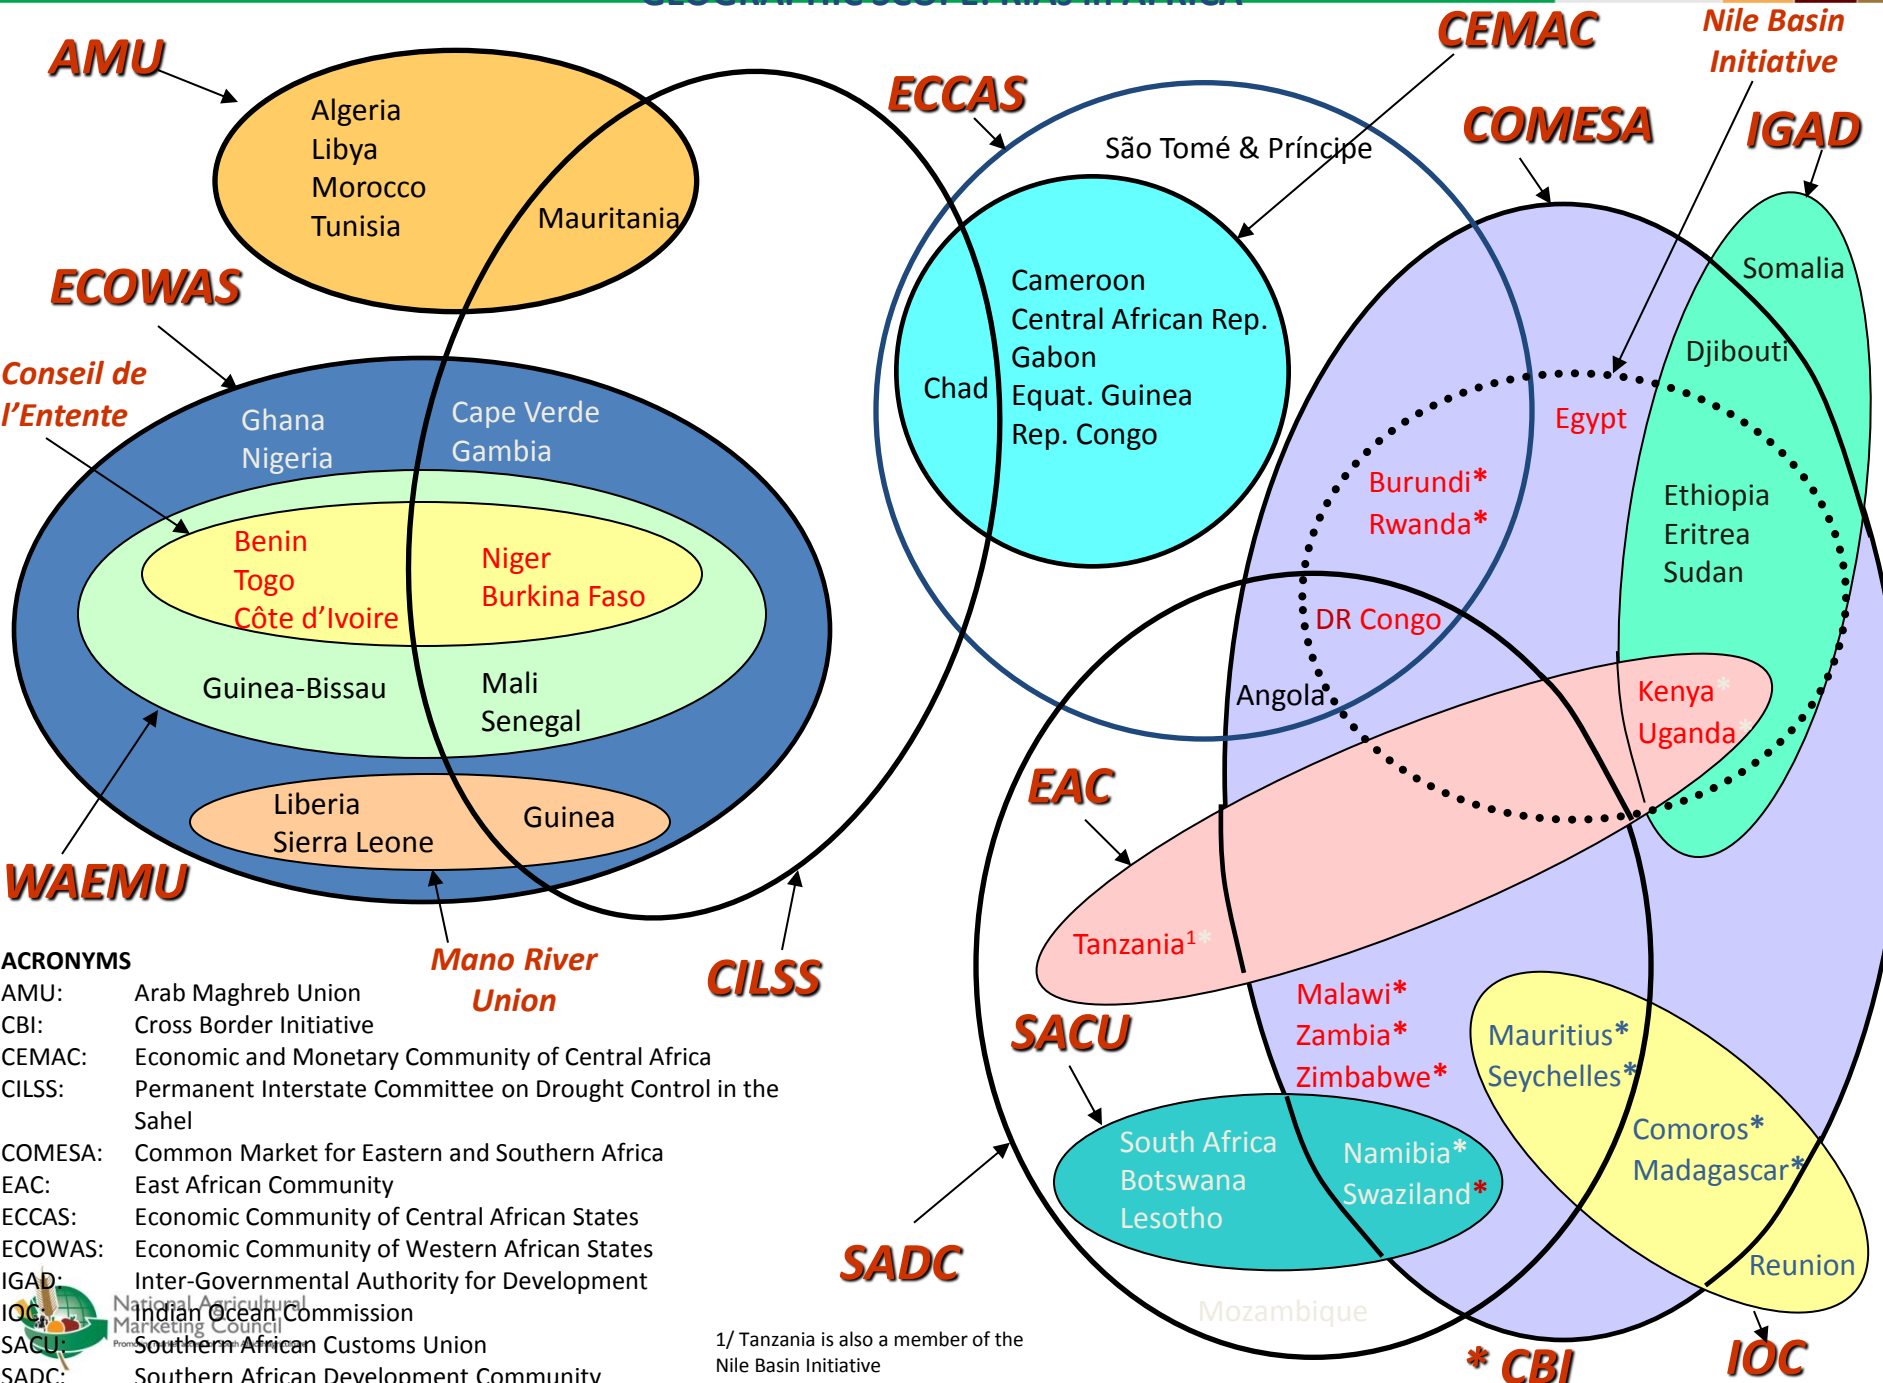 GEOGRAPHIC SCOPE: RIAS in AFRICA
AMU
Algeria
Libya
Morocco
Tunisia
Mauritania
ECOWAS
Conseil de
l’Entente
Ghana
Nigeria
Cape Verde
Gambia
Benin
Togo
Côte d’Ivoire
Niger
Burkina Faso
Guinea-Bissau
Mali
Senegal
Liberia
Sierra Leone
Guinea
WAEMU
Mano River
Union
CILSS
ECCAS
CEMAC
São Tomé & Príncipe
Chad
Cameroon
Central African Rep.
Gabon
Equat. Guinea
Rep. Congo
Nile Basin
Initiative
COMESA
IGAD
Somalia
Djibouti
Egypt
Burundi*
Rwanda*
Ethiopia
Eritrea
Sudan
DR Congo
Angola
Kenya*
Uganda*
EAC
Tanzania1*
SACU
Malawi*
Zambia*
Zimbabwe*
Mauritius*
Seychelles*
Comoros*
Madagascar*
Reunion
South Africa
Botswana
Lesotho
Namibia*
Swaziland*
SADC
Mozambique
* CBI
IOC
ACRONYMS
AMU: Arab Maghreb Union
CBI: Cross Border Initiative
CEMAC: Economic and Monetary Community of Central Africa
CILSS: Permanent Interstate Committee on Drought Control in the
Sahel
COMESA: Common Market for Eastern and Southern Africa
EAC: East African Community
ECCAS: Economic Community of Central African States
ECOWAS: Economic Community of Western African States
IGAD: Inter-Governmental Authority for Development
IOC: Indian Ocean Commission
SACU: Southern African Customs Union
SADC: Southern African Development Community
National Agricultural
Marketing Council
1/ Tanzania is also a member of the
Nile Basin Initiative